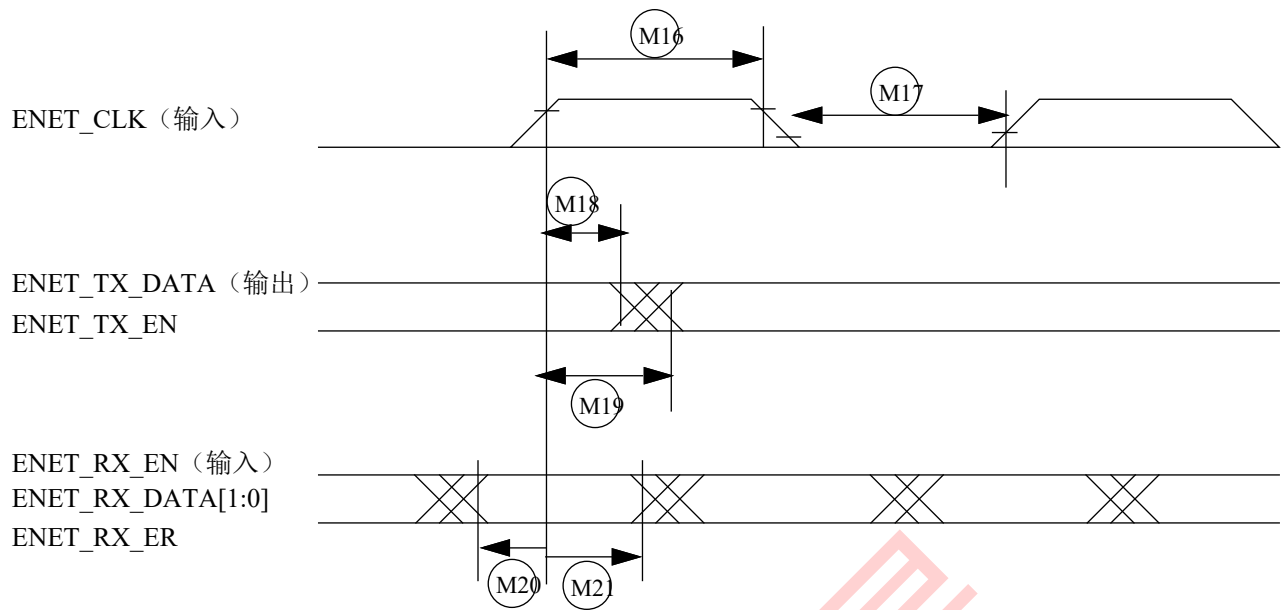 M16
M17
ENET_CLK（输入）
M18
ENET_TX_DATA（输出）
ENET_TX_EN
M19
ENET_RX_EN（输入）
ENET_RX_DATA[1:0]
ENET_RX_ER
M20
M21